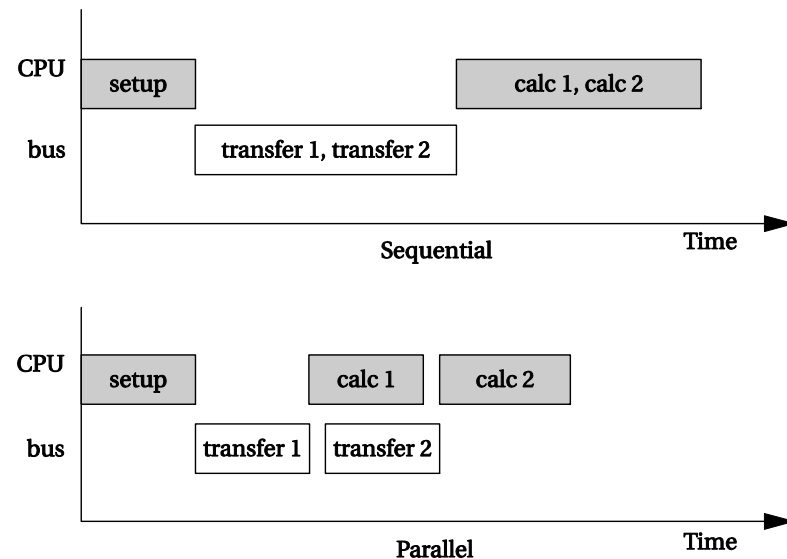 CPU
setup
calc 1, calc 2
bus
transfer 1, transfer 2
Time
Sequential
CPU
setup
calc 1
calc 2
bus
transfer 1
transfer 2
Time
Parallel